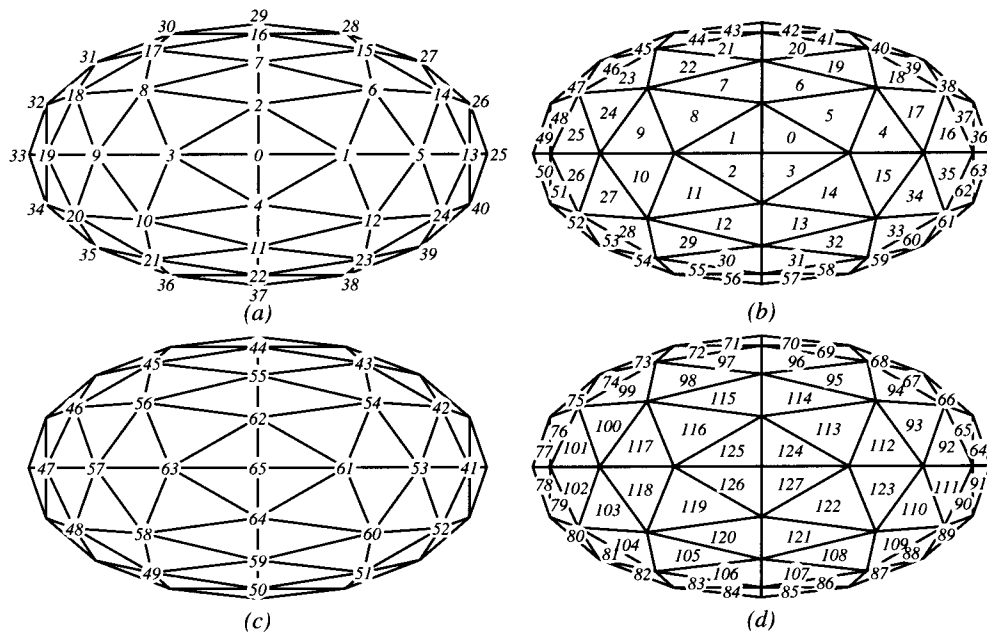 29
30 28
16
17 15
31 7 27
18 8 6 14
32 2 26
33 19 9 3 0 1 5 13 25
4
34 20 10 12 24 40
35 11 39
21 23
36 22 38
37
(a)
43 42
44 41
45 21 20 40
46 22 19 39
23 18
47 7 6 38
48 24 8 5 17 37
49 25 9 1 0 4 16 36
50 26 10 2 3 15 35 63
51 27 11 14 34 62
52 12 13 61
53 28 33 60
54 29 32 59
55 30 31 58
56 57
(b)
44
45 43
55
46 56 54 42
62
47 57 63 65 61 53 41
64
48 58 60 52
59
49 51
50
(c)
71 70
72 69
73 97 96 68
74 98 95 67
99 94
75 115 114 66
76 100 116 113 93 65
77 101 117 125 124 112 92 64
78 102 118 126 127 123 111 91
79 103 119 122 110 90
80 120 121 89
81 104 109 88
82 105 108 87
83 106 107 86
84 85
(d)